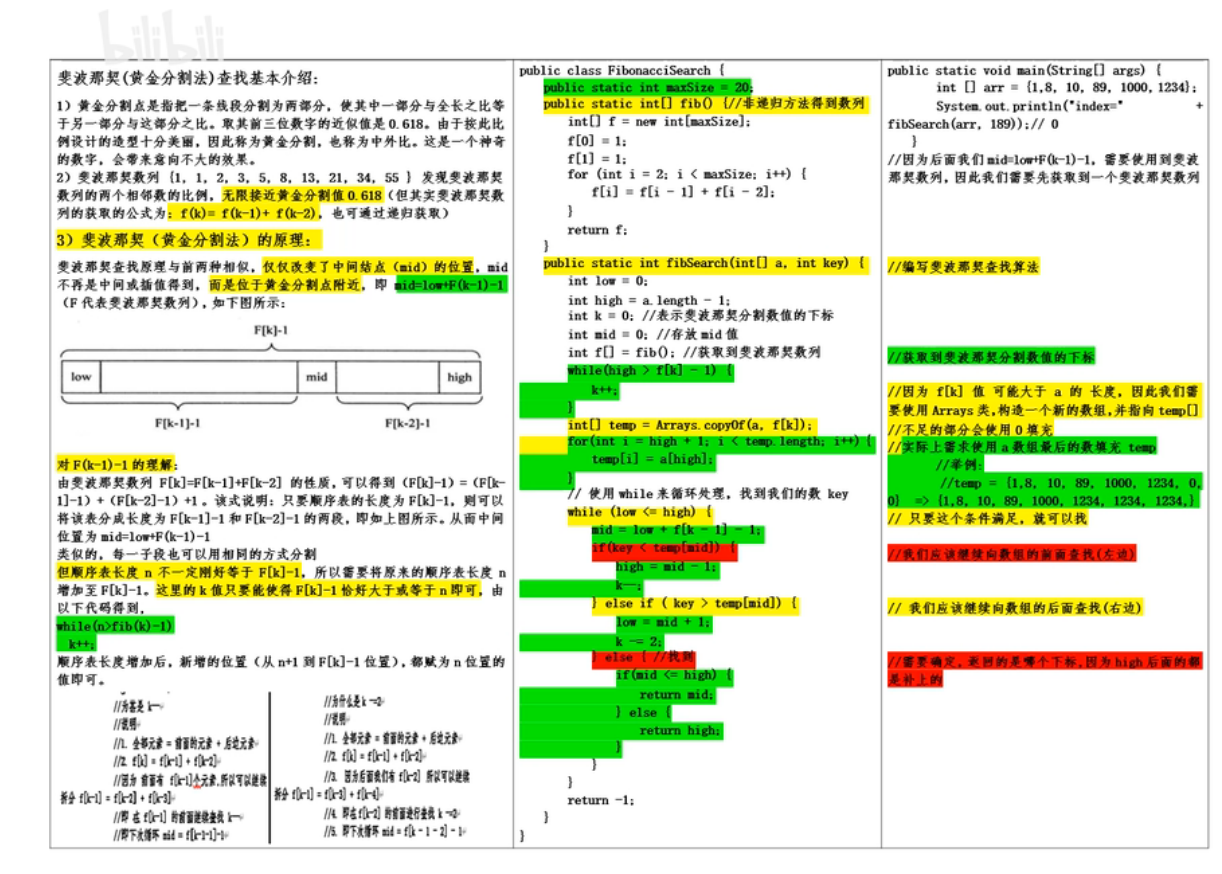 bilibili
斐波那契(黄金分割法)查找基本介绍:
1) 黄金分割点是指把一条线段分割为两部分, 使其中一部分与全长之比等
于另一部分与这部分之比。取其前三位数字的近似值是 0.618。由于按此比
例设计的造型十分美丽, 因此称为黄金分割, 也称为中外比。这是一个神奇
的数字, 会带来意向不大的效果。
2) 斐波那契数列 {1, 1, 2, 3, 5, 8, 13, 21, 34, 55 } 发现斐波那契
数列的两个相邻数的比例, 无限接近黄金分割值 0.618 (但其实斐波那契数
列的获取的公式为: f(k)= f(k-1)+ f(k-2), 也可通过递归获取)
3) 斐波那契(黄金分割法)的原理:
斐波那契查找原理与前两种相似, 仅仅改变了中间结点 (mid) 的位置, mid
不再是中间或插值得到, 而是位于黄金分割点附近, 即 mid=low+F(k-1)-1
(F 代表斐波那契数列), 如下图所示:
F[k]-1
low mid high
F[k-1]-1 F[k-2]-1
对 F(k-1)-1 的理解:
由斐波那契数列 F[k]=F[k-1]+F[k-2] 的性质, 可以得到 (F[k]-1) = (F[k-
1]-1) + (F[k-2]-1) +1 。该式说明: 只要顺序表的长度为 F[k]-1, 则可以
将该表分成长度为 F[k-1]-1 和 F[k-2]-1 的两段, 即如上图所示。从而中间
位置为 mid=low+F(k-1)-1
类似的, 每一子段也可以用相同的方式分割
但顺序表长度 n 不一定刚好等于 F[k]-1, 所以需要将原来的顺序表长度 n
增加至 F[k]-1。这里的 k 值只要能使得 F[k]-1 恰好大于或等于 n 即可, 由
以下代码得到,
while(n>fib(k)-1)
k++;
顺序表长度增加后, 新增的位置 (从 n+1 到 F[k]-1 位置), 都赋为 n 位置的
值即可。
//为甚是 k--
//说明
//1. 全部元素 = 前面的元素 + 后边元素
//2. f[k] = f[k-1] + f[k-2]
//因为 前面有 f[k-1]个元素,所以可以继续
拆分 f[k-1] = f[k-2] + f[k-3]
//即 在 f[k-1] 的前面继续查找 k--
//即下次循环 mid = f[k-1-1]-1
//为什么是 k -=2
//说明
//1. 全部元素 = 前面的元素 + 后边元素
//2. f[k] = f[k-1] + f[k-2]
//3. 因为后面我们有 f[k-2] 所以可以继续
拆分 f[k-1] = f[k-3] + f[k-4]
//4. 即在 f[k-2] 的前面进行查找 k -=2
//5. 即下次循环 mid = f[k - 1 - 2] - 1
public class FibonacciSearch {
public static int maxSize = 20;
public static int[] fib() {//非递归方法得到数列
int[] f = new int[maxSize];
f[0] = 1;
f[1] = 1;
for (int i = 2; i < maxSize; i++) {
f[i] = f[i - 1] + f[i - 2];
}
return f;
}
public static int fibSearch(int[] a, int key) {
int low = 0;
int high = a.length - 1;
int k = 0; //表示斐波那契分割数值的下标
int mid = 0; //存放 mid 值
int f[] = fib(); //获取到斐波那契数列
while(high > f[k] - 1) {
k++;
}
int[] temp = Arrays.copyOf(a, f[k]);
for(int i = high + 1; i < temp.length; i++) {
temp[i] = a[high];
}
// 使用 while 来循环处理, 找到我们的数 key
while (low <= high) {
mid = low + f[k - 1] - 1;
if(key < temp[mid]) {
high = mid - 1;
k--;
} else if ( key > temp[mid]) {
low = mid + 1;
k -= 2;
} else { //找到
if(mid <= high) {
return mid;
} else {
return high;
}
}
}
return -1;
}
}
public static void main(String[] args) {
int [] arr = {1,8, 10, 89, 1000,1234};
System.out.println("index=" +
fibSearch(arr, 189));// 0
}
//因为后面我们 mid=low+F(k-1)-1, 需要使用到斐波
那契数列, 因此我们需要先获取到一个斐波那契数列
//编写斐波那契查找算法
//获取到斐波那契分割数值的下标
//因为 f[k] 值 可能大于 a 的 长度, 因此我们需
要使用 Arrays 类,构造一个新的数组,并指向 temp[]
//不足的部分会使用 0 填充
//实际上需求使用 a 数组最后的数填充 temp
//举例:
//temp = {1,8, 10, 89, 1000, 1234, 0,
0} => {1,8, 10, 89, 1000, 1234, 1234, 1234,}
// 只要这个条件满足, 就可以找
//我们应该继续向数组的前面查找(左边)
// 我们应该继续向数组的后面查找(右边)
//需要确定, 返回的是哪个下标,因为 high 后面的都
是补上的